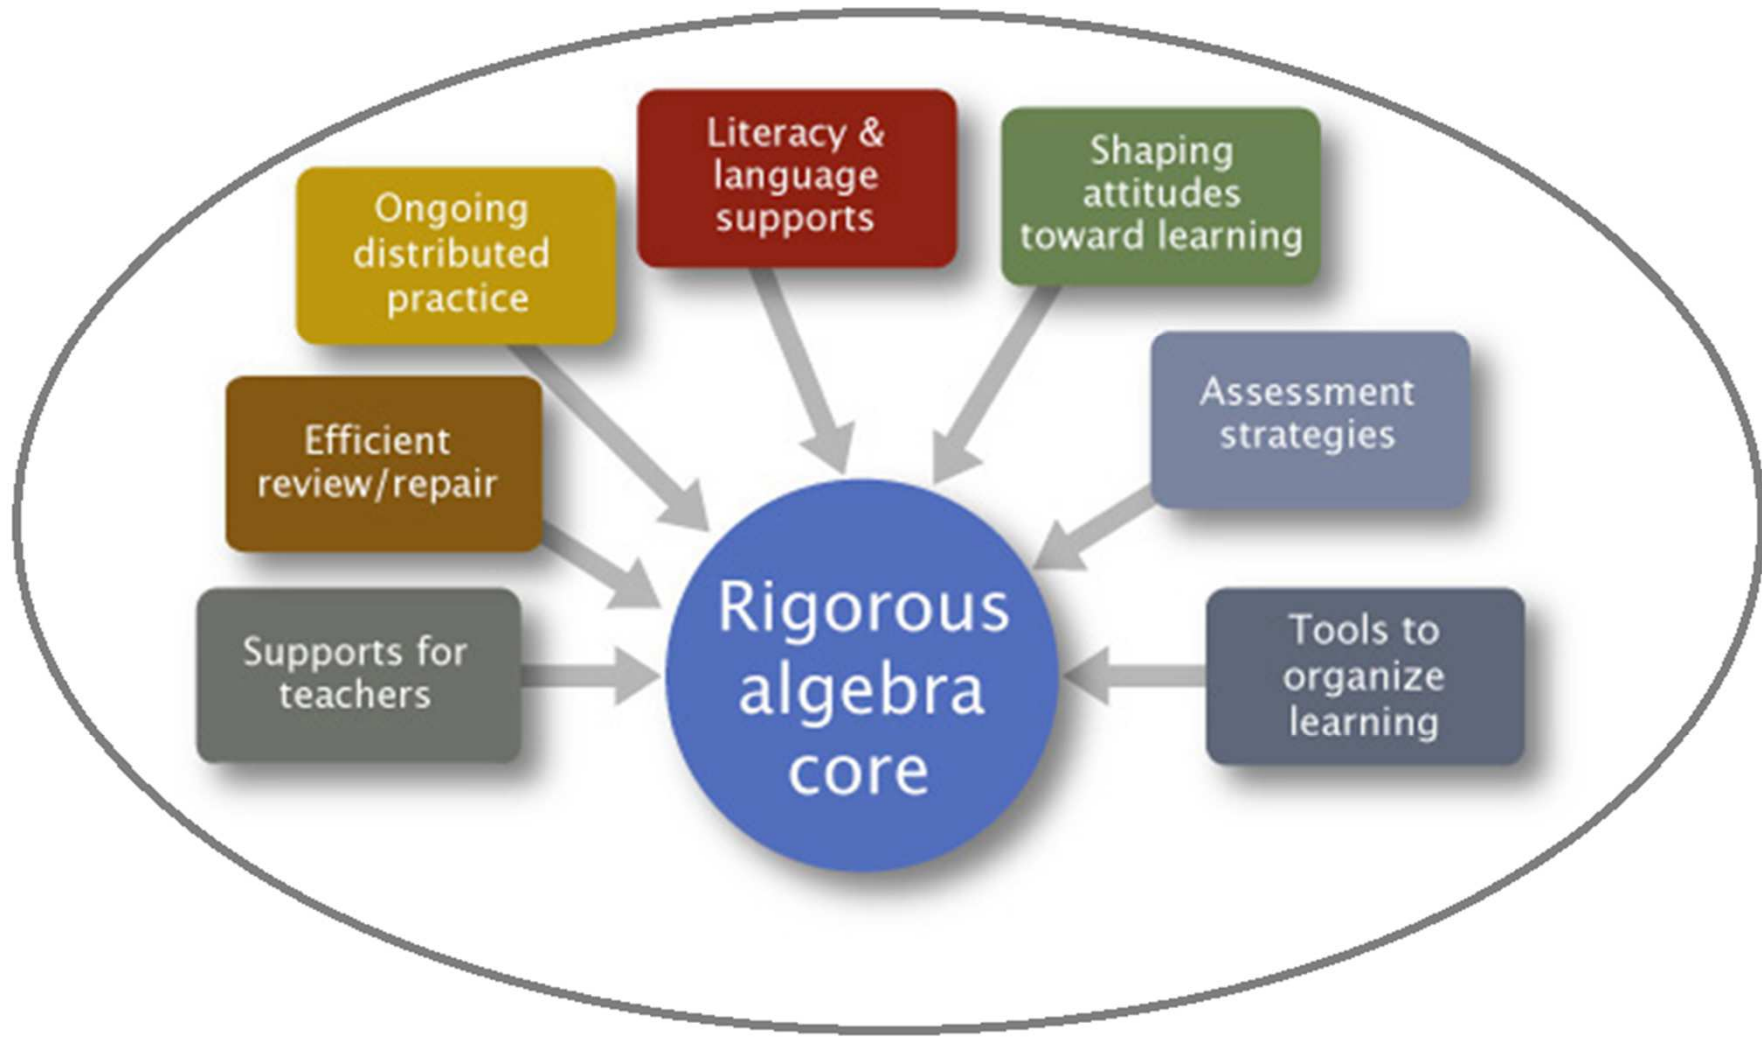 Literacy &
language
supports
Shaping
attitudes
toward learning
Ongoing
distributed
practice
Assessment
strategies
Efficient
review/repair
Supports for
teachers
Tools to
organize
learning
Rigorous
algebra
core